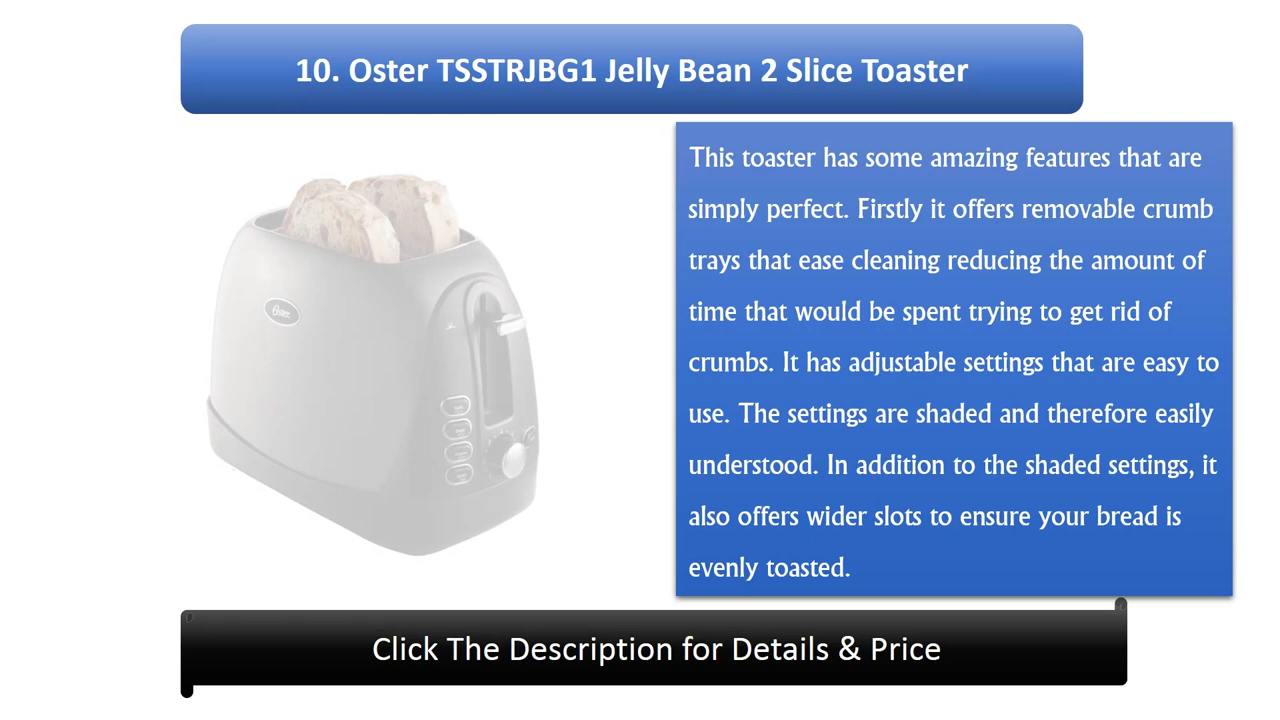 10. Oster TSSTRJBG1 Jelly Bean 2 Slice Toaster
This toaster has some amazing features that are
simply perfect. Firstly it offers removable crumb
trays that ease cleaning reducing the amount of
time that would be spent trying to get rid of
crumbs. It has adjustable settings that are easy to
use. The settings are shaded and therefore easily
understood. In addition to the shaded settings, it
also offers wider slots to ensure your bread is
evenly toasted.
Oster
Click The Description for Details & Price